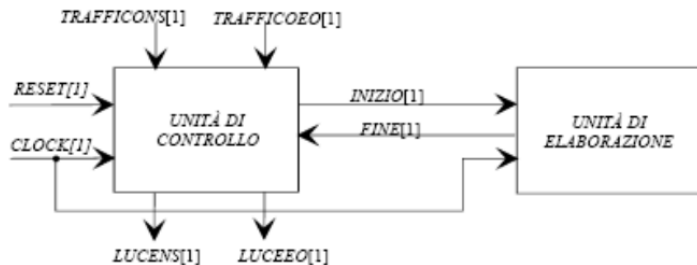 TRAFFICONS[1]
TRAFFICOEO[1]
RESET[1]
CLOCK[1]
UNITÀ DI
CONTROLLO
INIZIO[1]
FINE[1]
UNITÀ DI
ELABORAZIONE
LUCENS[1]
LUCEEO[1]